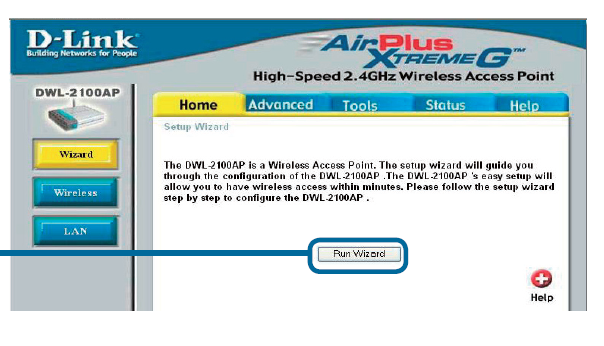 D-Link
Building Networks for People
AirPlus
XTREME G™
High-Speed 2.4GHz Wireless Access Point
DWL-2100AP
Home Advanced Tools Status Help
Setup Wizard
Wizard
Wireless
LAN
The DWL-2100AP is a Wireless Access Point. The setup wizard will guide you
through the configuration of the DWL-2100AP .The DWL-2100AP 's easy setup will
allow you to have wireless access within minutes. Please follow the setup wizard
step by step to configure the DWL-2100AP .
Run Wizard
Help